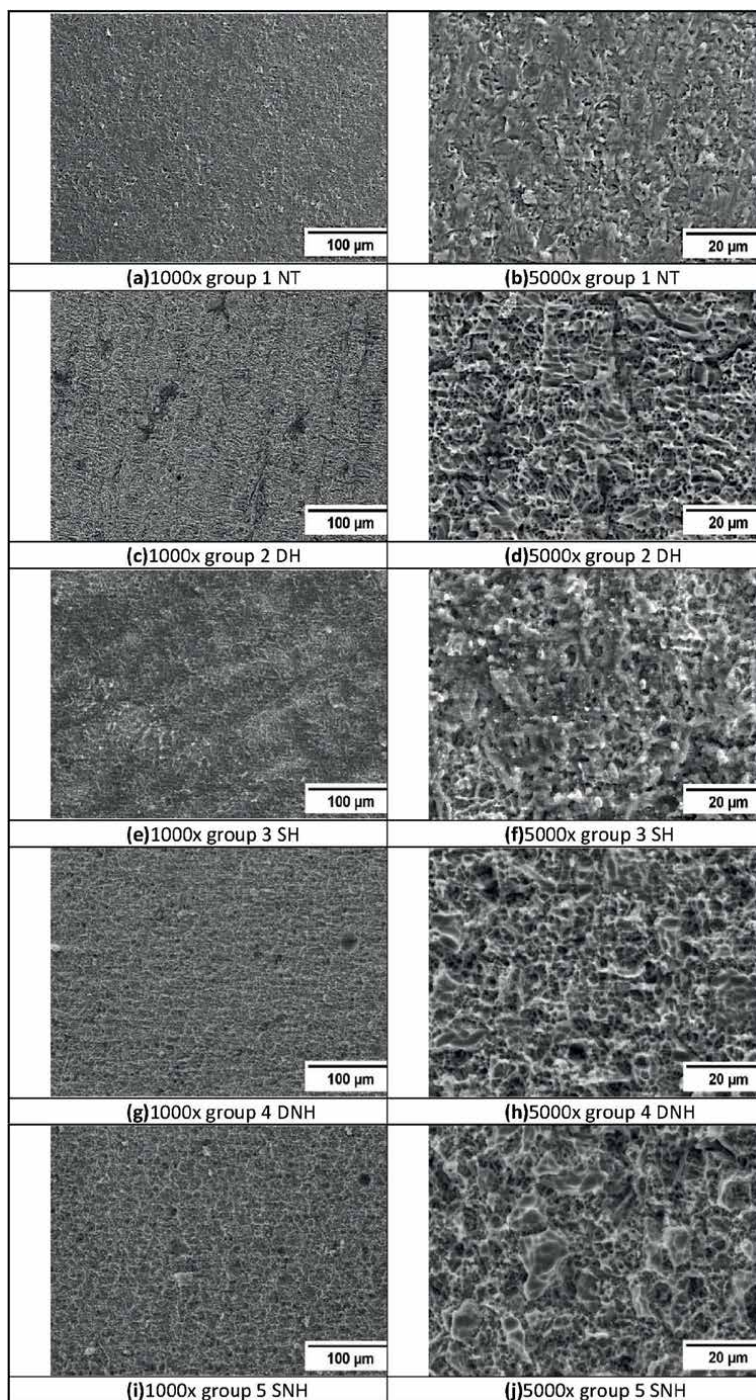 100 µm
20 µm
(a)1000x group 1 NT
(b)5000x group 1 NT
100 µm
20 µm
(c)1000x group 2 DH
(d)5000x group 2 DH
100 µm
20 µm
(e)1000x group 3 SH
(f)5000x group 3 SH
100 µm
20 µm
(g)1000x group 4 DNH
(h)5000x group 4 DNH
100 µm
20 µm
(i)1000x group 5 SNH
(j)5000x group 5 SNH